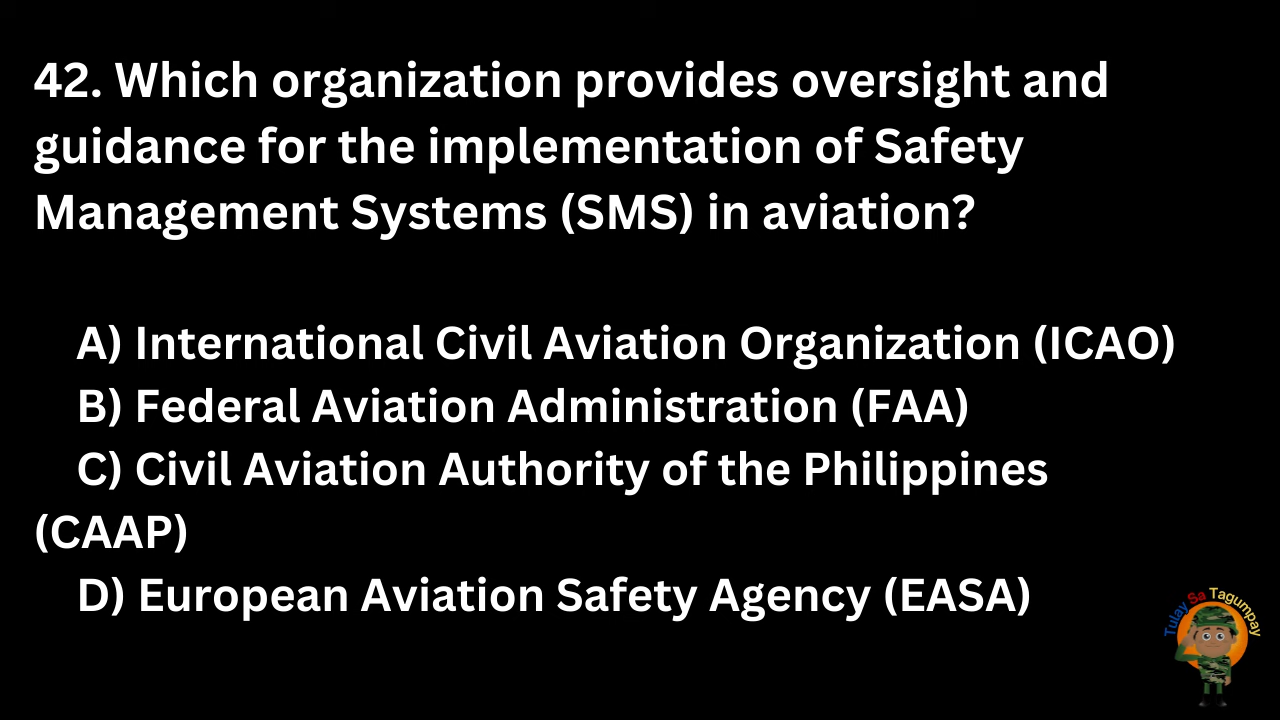 42. Which organization provides oversight and
guidance for the implementation of Safety
Management Systems (SMS) in aviation?
A) International Civil Aviation Organization (ICAO)
B) Federal Aviation Administration (FAA)
C) Civil Aviation Authority of the Philippines
(CAAP)
D) European Aviation Safety Agency (EASA)
Tulay Sa Tagumpay